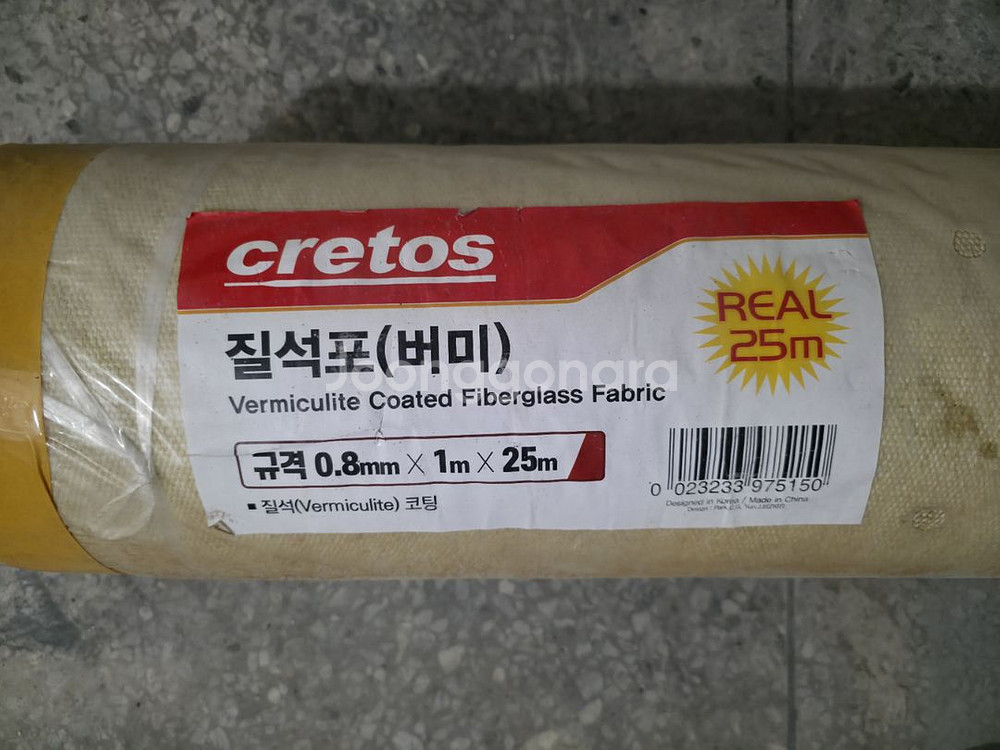 cretos
REAL
25m
질석포(버미)
Joonggonara
Vermiculite Coated Fiberglass Fabric
규격 0.8mm × 1m × 25m
▪ 질석(Vermiculite) 코팅
0 023233 975150
Designed in Korea / Made in China